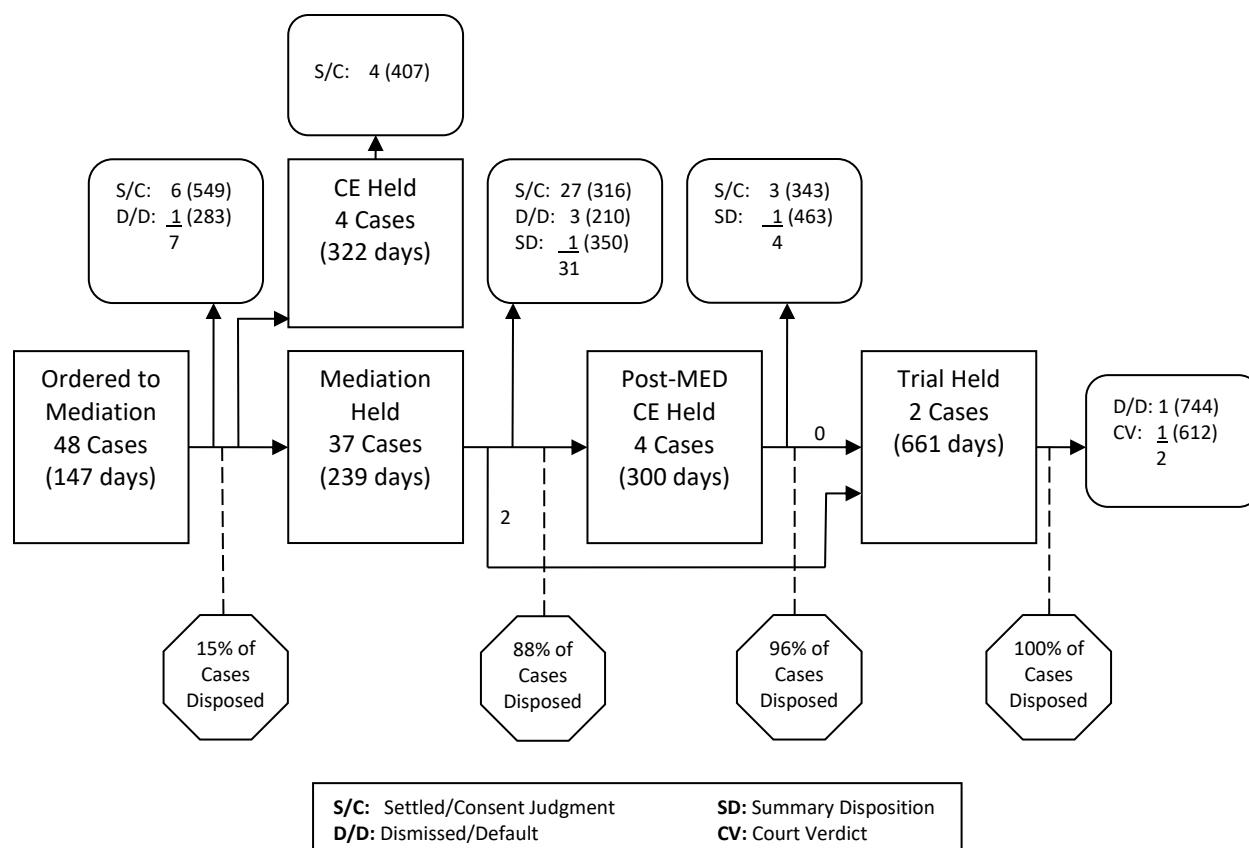 S/C: 4 (407)
S/C: 6 (549)
D/D: 1 (283)
7
CE Held
4 Cases
(322 days)
S/C: 27 (316)
D/D: 3 (210)
SD: 1 (350)
31
S/C: 3 (343)
SD: 1 (463)
4
Ordered to
Mediation
48 Cases
(147 days)
Mediation
Held
37 Cases
(239 days)
2
Post-MED
CE Held
4 Cases
(300 days)
0
Trial Held
2 Cases
(661 days)
D/D: 1 (744)
CV: 1 (612)
2
15% of
Cases
Disposed
88% of
Cases
Disposed
96% of
Cases
Disposed
100% of
Cases
Disposed
S/C: Settled/Consent Judgment
SD: Summary Disposition
D/D: Dismissed/Default
CV: Court Verdict